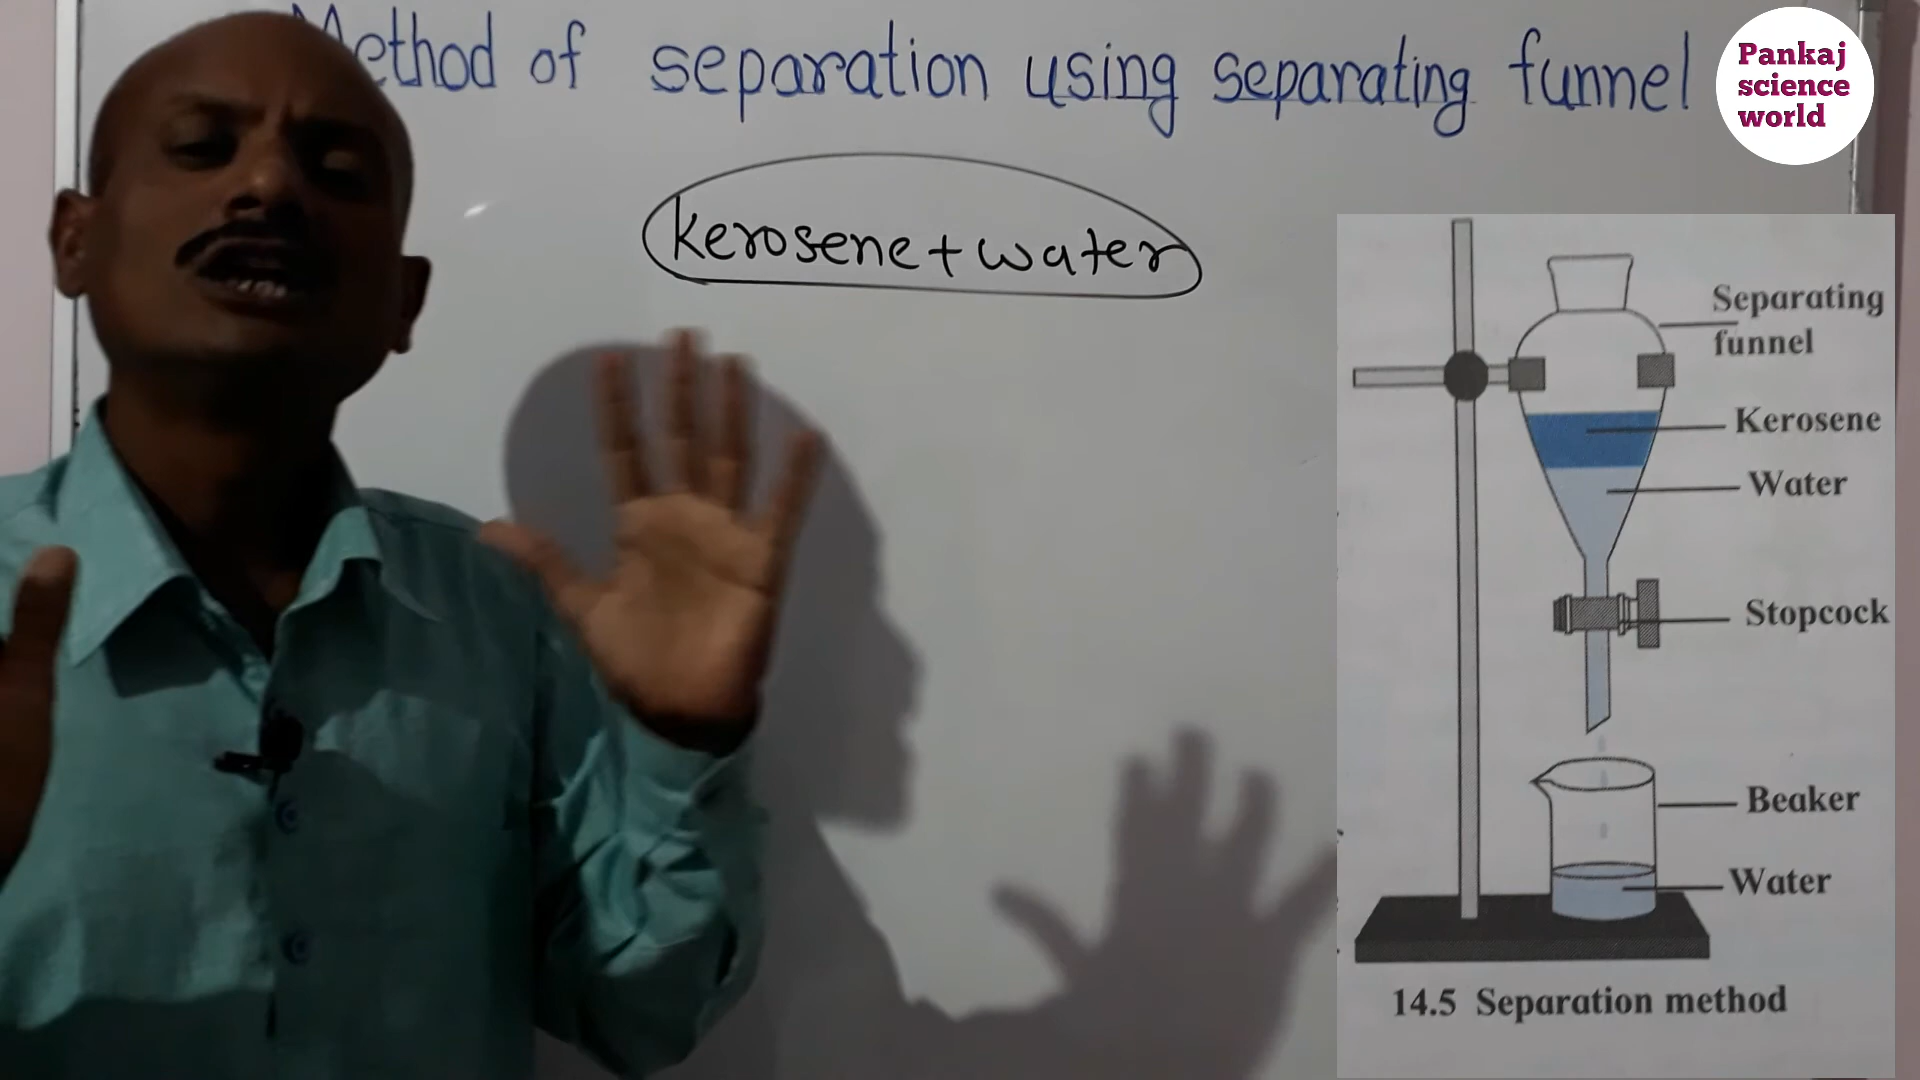 Method of separation using separating funnel
Pankaj
science
world
kerosene + water
Separating
funnel
Kerosene
Water
Stopcock
Beaker
Water
14.5 Separation method